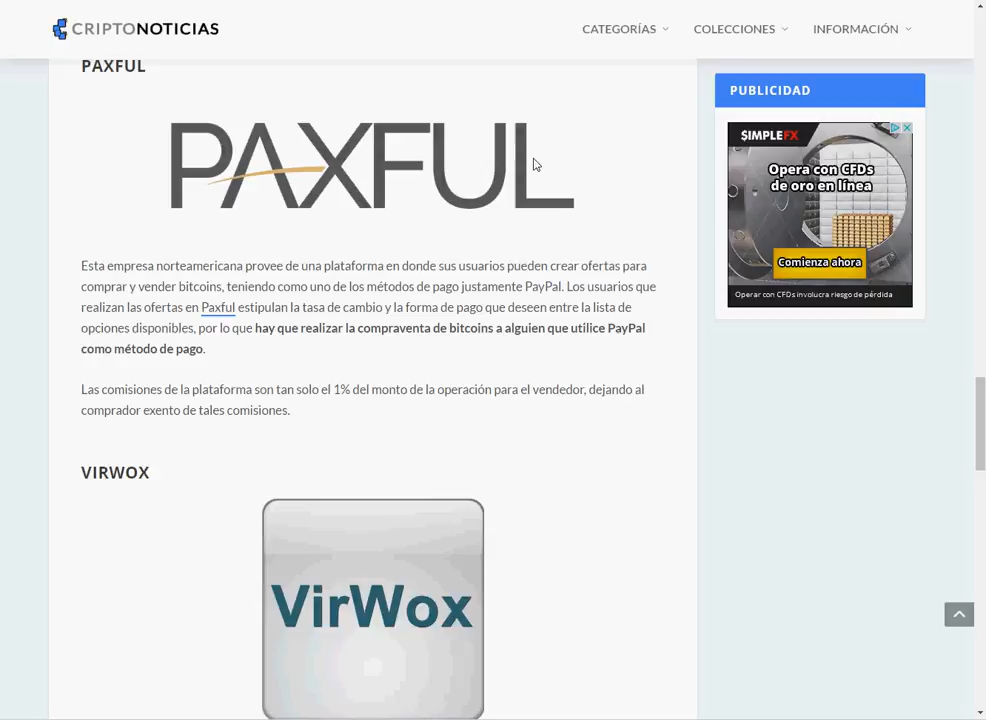 CRIPTONOTICIAS
CATEGORÍAS
COLECCIONES
INFORMACIÓN
PAXFUL
PAXFUL
Esta empresa norteamericana provee de una plataforma en donde sus usuarios pueden crear ofertas para
comprar y vender bitcoins, teniendo como uno de los métodos de pago justamente PayPal. Los usuarios que
realizan las ofertas en Paxful estipulan la tasa de cambio y la forma de pago que deseen entre la lista de
opciones disponibles, por lo que hay que realizar la compraventa de bitcoins a alguien que utilice PayPal
como método de pago.
Las comisiones de la plataforma son tan solo el 1% del monto de la operación para el vendedor, dejando al
comprador exento de tales comisiones.
VIRWOX
VirWox
PUBLICIDAD
$IMPLEFX
Opera con CFDs
de oro en línea
Comienza ahora
Operar con CFDs involucra riesgo de pérdida